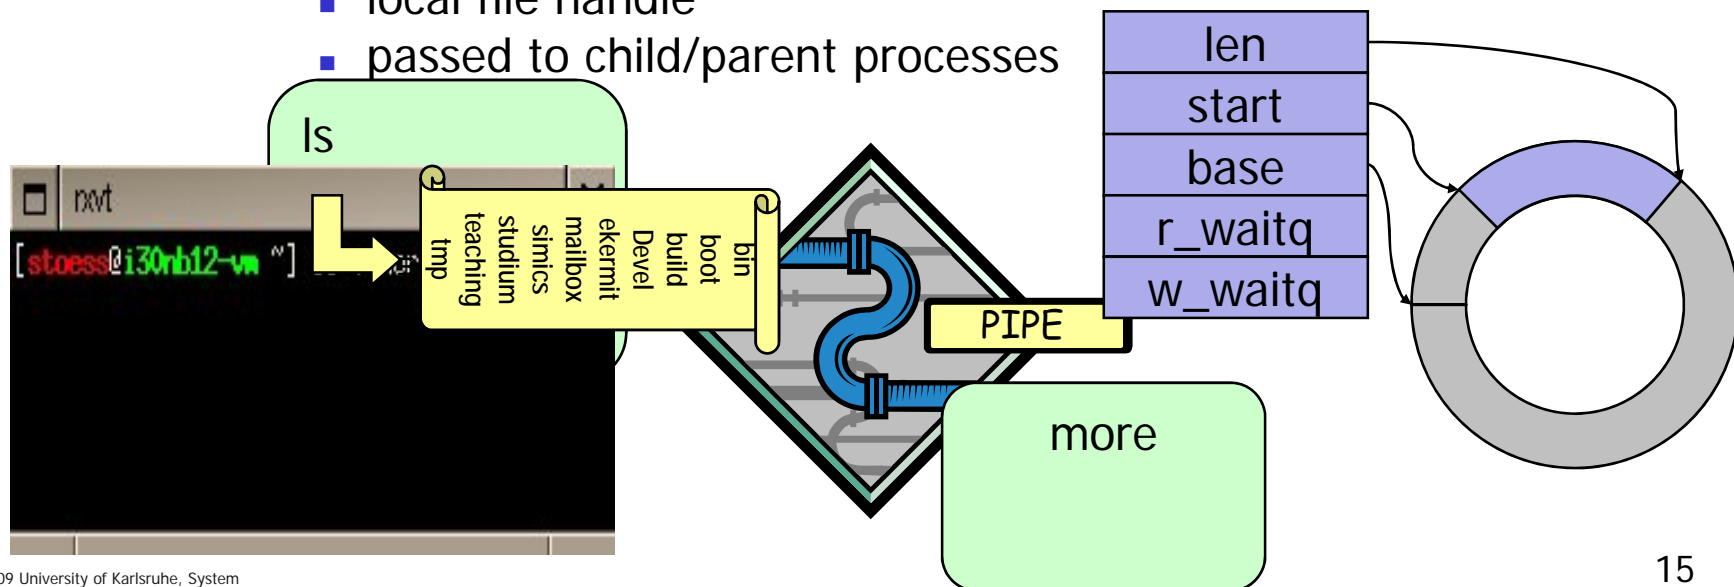 local file handle
passed to child/parent processes
ls
rxvt
[stoess@i30nb12-vm ~]
bin
boot
build
Devel
ekermit
mailbox
simics
studium
teaching
tmp
PIPE
more
len
start
base
r_waitq
w_waitq
09 University of Karlsruhe, System
15